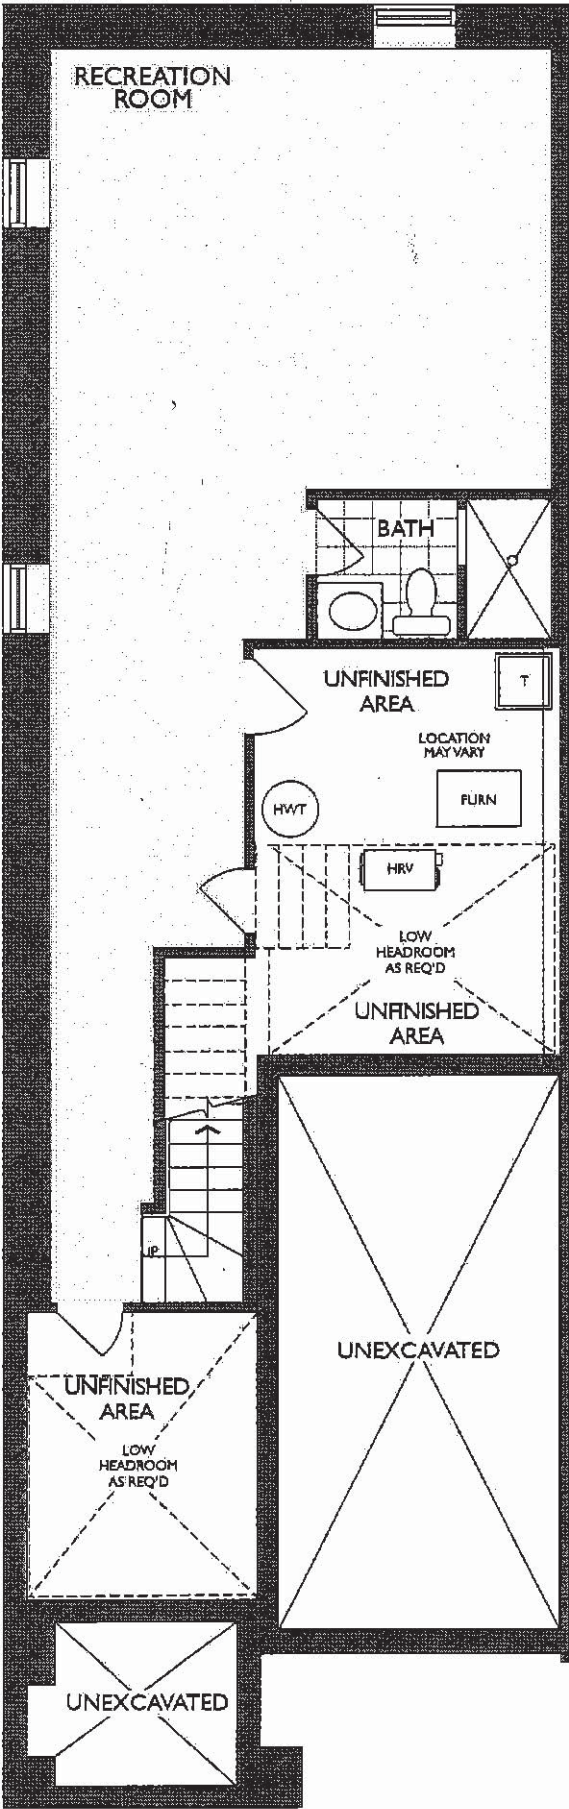 RECREATION
ROOM
BATH
UNFINISHED
AREA
T
LOCATION
MAY VARY
FURN
HWT
HRV
LOW
HEADROOM
AS REQ'D
UNFINISHED
AREA
UP
UNEXCAVATED
UNFINISHED
AREA
LOW
HEADROOM
AS REQ'D
UNEXCAVATED